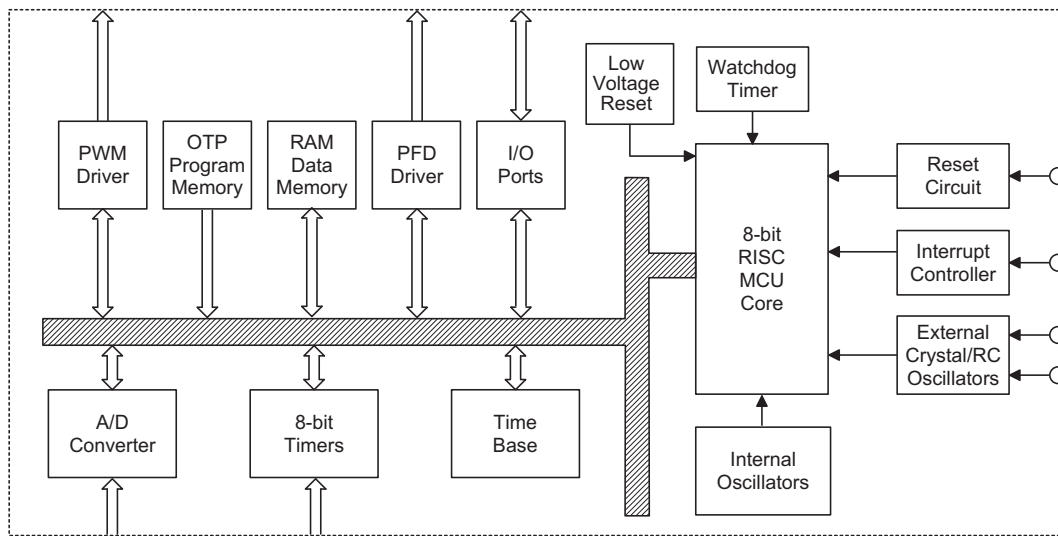 Low
Voltage
Reset
Watchdog
Timer
PWM
Driver
OTP
Program
Memory
RAM
Data
Memory
PFD
Driver
I/O
Ports
8-bit
RISC
MCU
Core
Reset
Circuit
Interrupt
Controller
External
Crystal/RC
Oscillators
A/D
Converter
8-bit
Timers
Time
Base
Internal
Oscillators